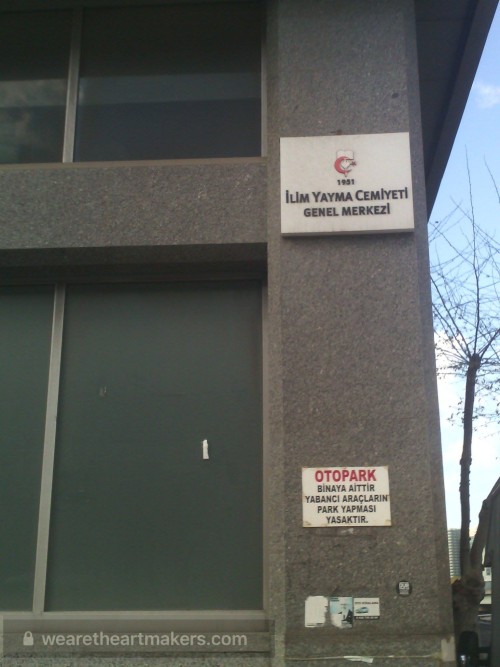 1951
İLİM YAYMA CEMİYETİ
GENEL MERKEZİ
OTOPARK
BİNAYA AİTTİR
YABANCI ARAÇLARIN
PARK YAPMASI
YASAKTIR.
wearetheartmakers.com